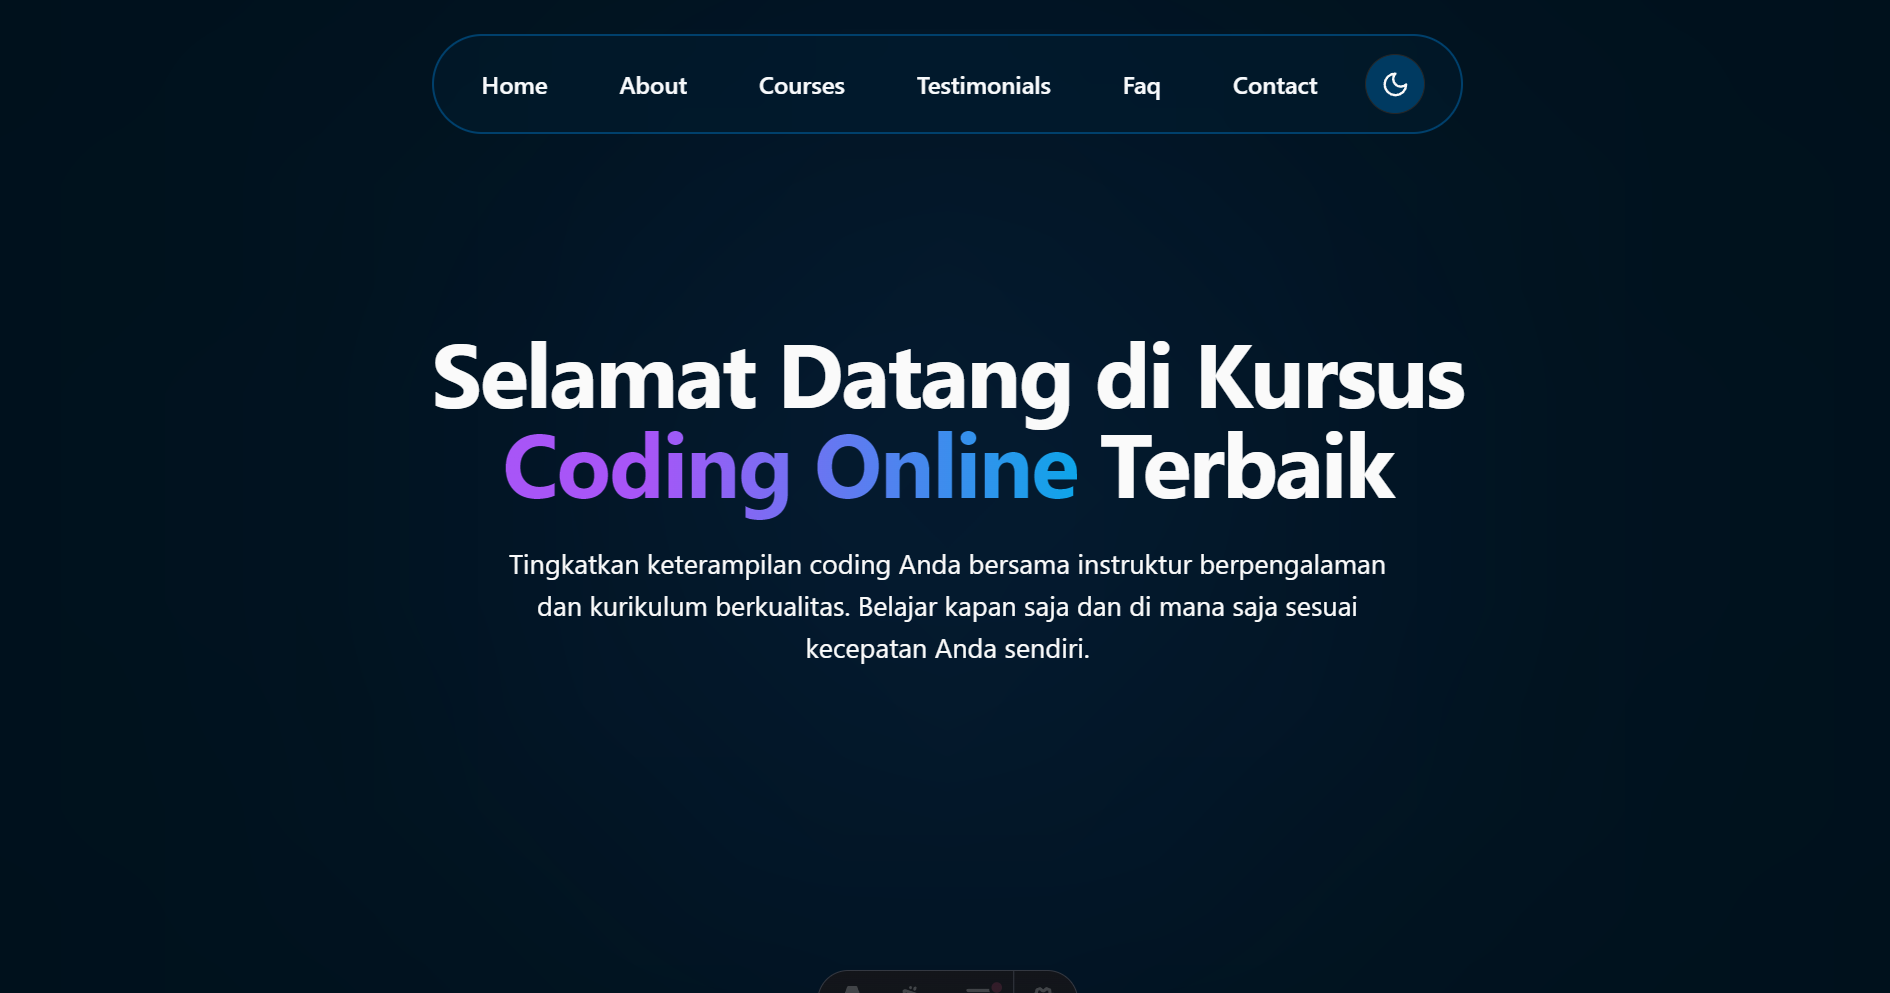 Home About Courses Testimonials Faq Contact
Selamat Datang di Kursus
Coding Online Terbaik
Tingkatkan keterampilan coding Anda bersama instruktur berpengalaman
dan kurikulum berkualitas. Belajar kapan saja dan di mana saja sesuai
kecepatan Anda sendiri.